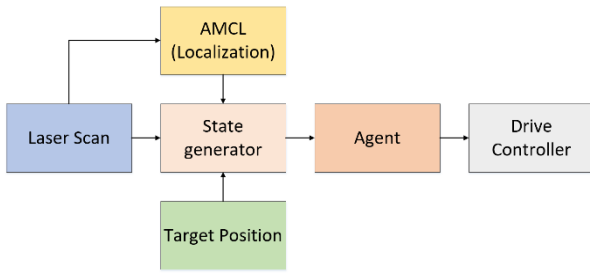 AMCL
(Localization)
Laser Scan
State
generator
Agent
Drive
Controller
Target Position